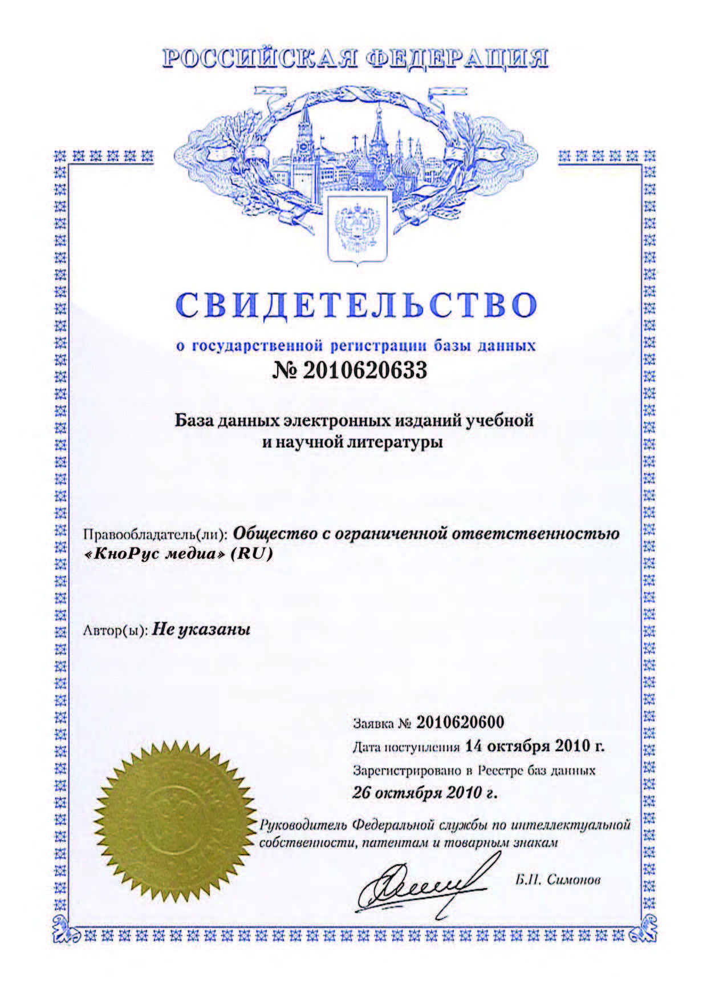 РОССИЙСКАЯ ФЕДЕРАЦИЯ
СВИДЕТЕЛЬСТВО
о государственной регистрации базы данных
№ 2010620633
База данных электронных изданий учебной
и научной литературы
Правообладатель(ли): Общество с ограниченной ответственностью
«КноРус медиа» (RU)
Автор(ы): Не указаны
Заявка № 2010620600
Дата поступления 14 октября 2010 г.
Зарегистрировано в Реестре баз данных
26 октября 2010 г.
Руководитель Федеральной службы по интеллектуальной
собственности, патентам и товарным знакам
Б.П. Симонов